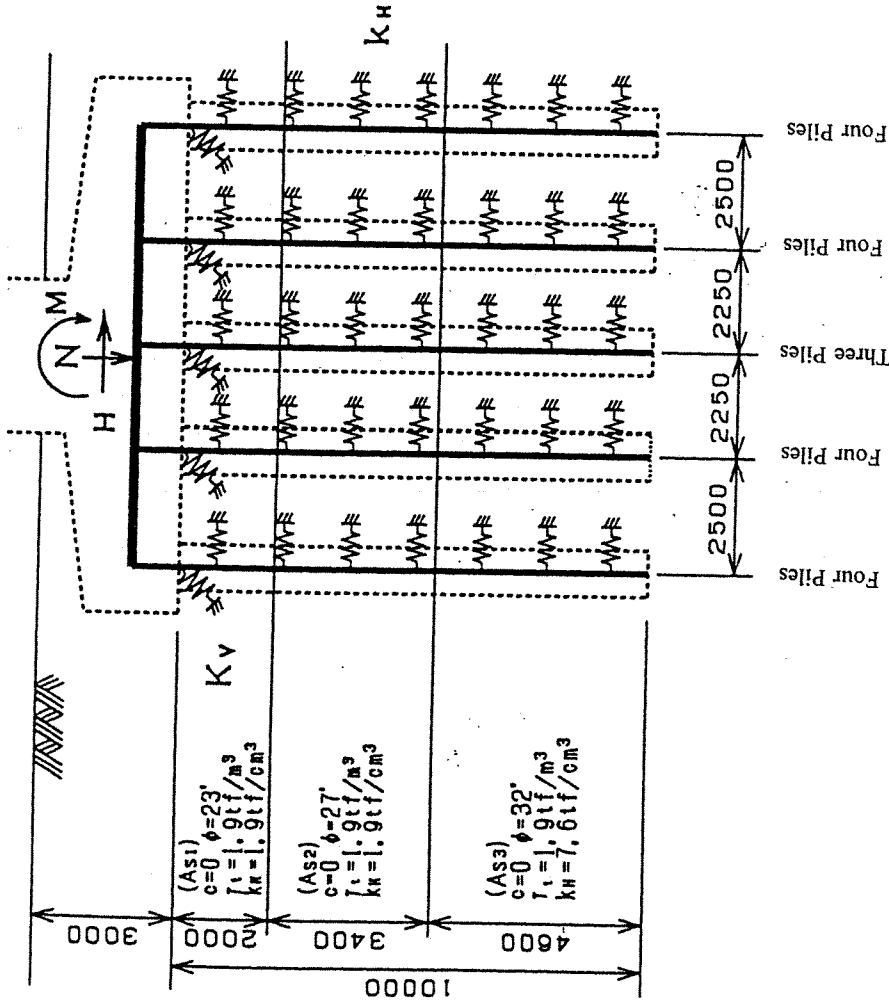 M
N
H
kH
Kv
3000
2000
3400
4600
10000
(As1)
c=0 φ=23°
γt=1.9tf/m³
kH=1.9tf/cm³
(As2)
c=0 φ=27°
γt=1.9tf/m³
kH=1.9tf/cm³
(As3)
c=0 φ=32°
γt=1.9tf/m³
kH=7.6tf/cm³
2500
2250
2250
2500
Four Piles
Four Piles
Three Piles
Four Piles
Four Piles